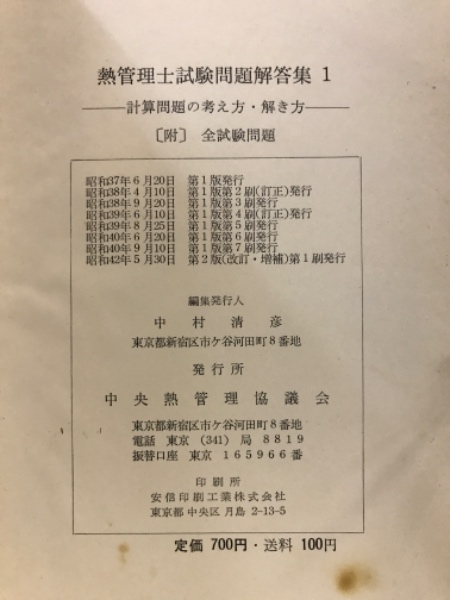 熱管理士試験問題解答集 1
――計算問題の考え方・解き方――
〔附〕 全試験問題
昭和37年6月20日 第1版発行
昭和38年4月10日 第1版第2刷(訂正)発行
昭和38年9月20日 第1版第3刷発行
昭和39年6月10日 第1版第4刷(訂正)発行
昭和39年8月25日 第1版第5刷発行
昭和40年6月20日 第1版第6刷発行
昭和40年9月10日 第1版第7刷発行
昭和42年5月30日 第2版(改訂・増補)第1刷発行
編集発行人
中村清彦
東京都新宿区市ケ谷河田町8番地
発行所
中央熱管理協議会
東京都新宿区市ケ谷河田町8番地
電話 東京 (341) 局 8819
振替口座 東京 165966番
印刷所
安信印刷工業株式会社
東京都中央区月島2-13-5
定価 700円・送料 100円